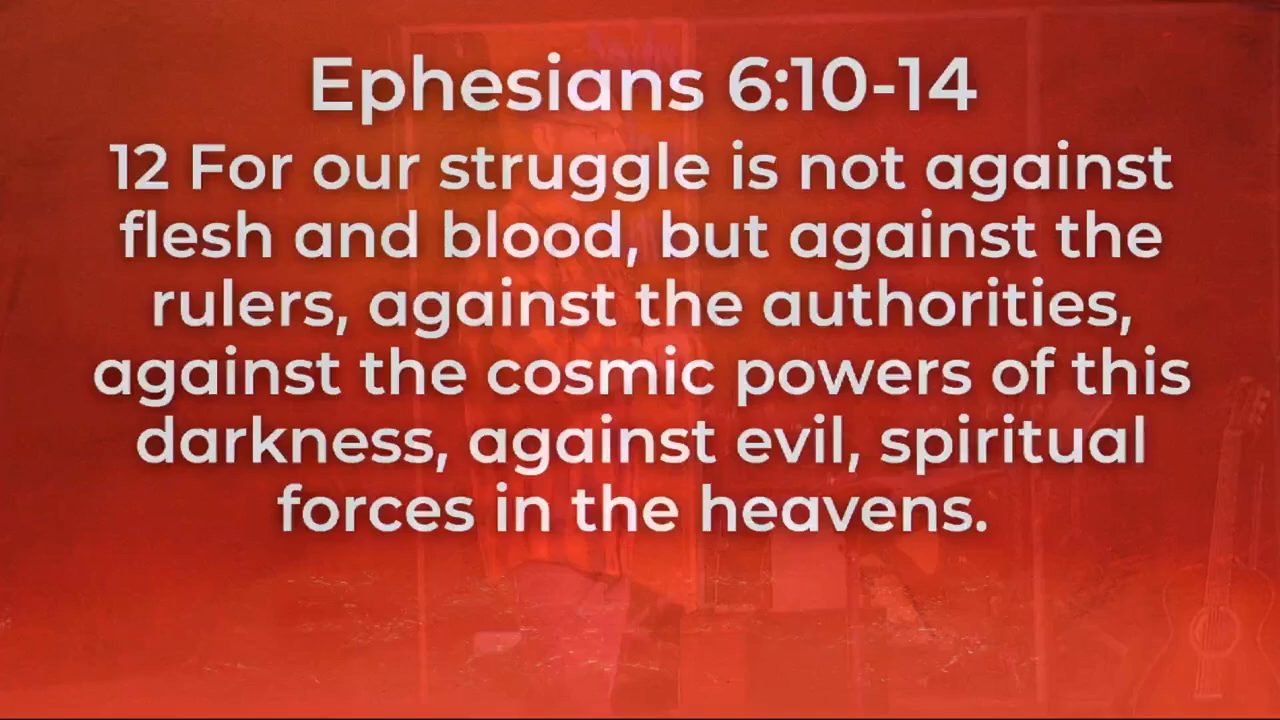 Ephesians 6:10-14
12 For our struggle is not against
flesh and blood, but against the
rulers, against the authorities,
against the cosmic powers of this
darkness, against evil, spiritual
forces in the heavens.